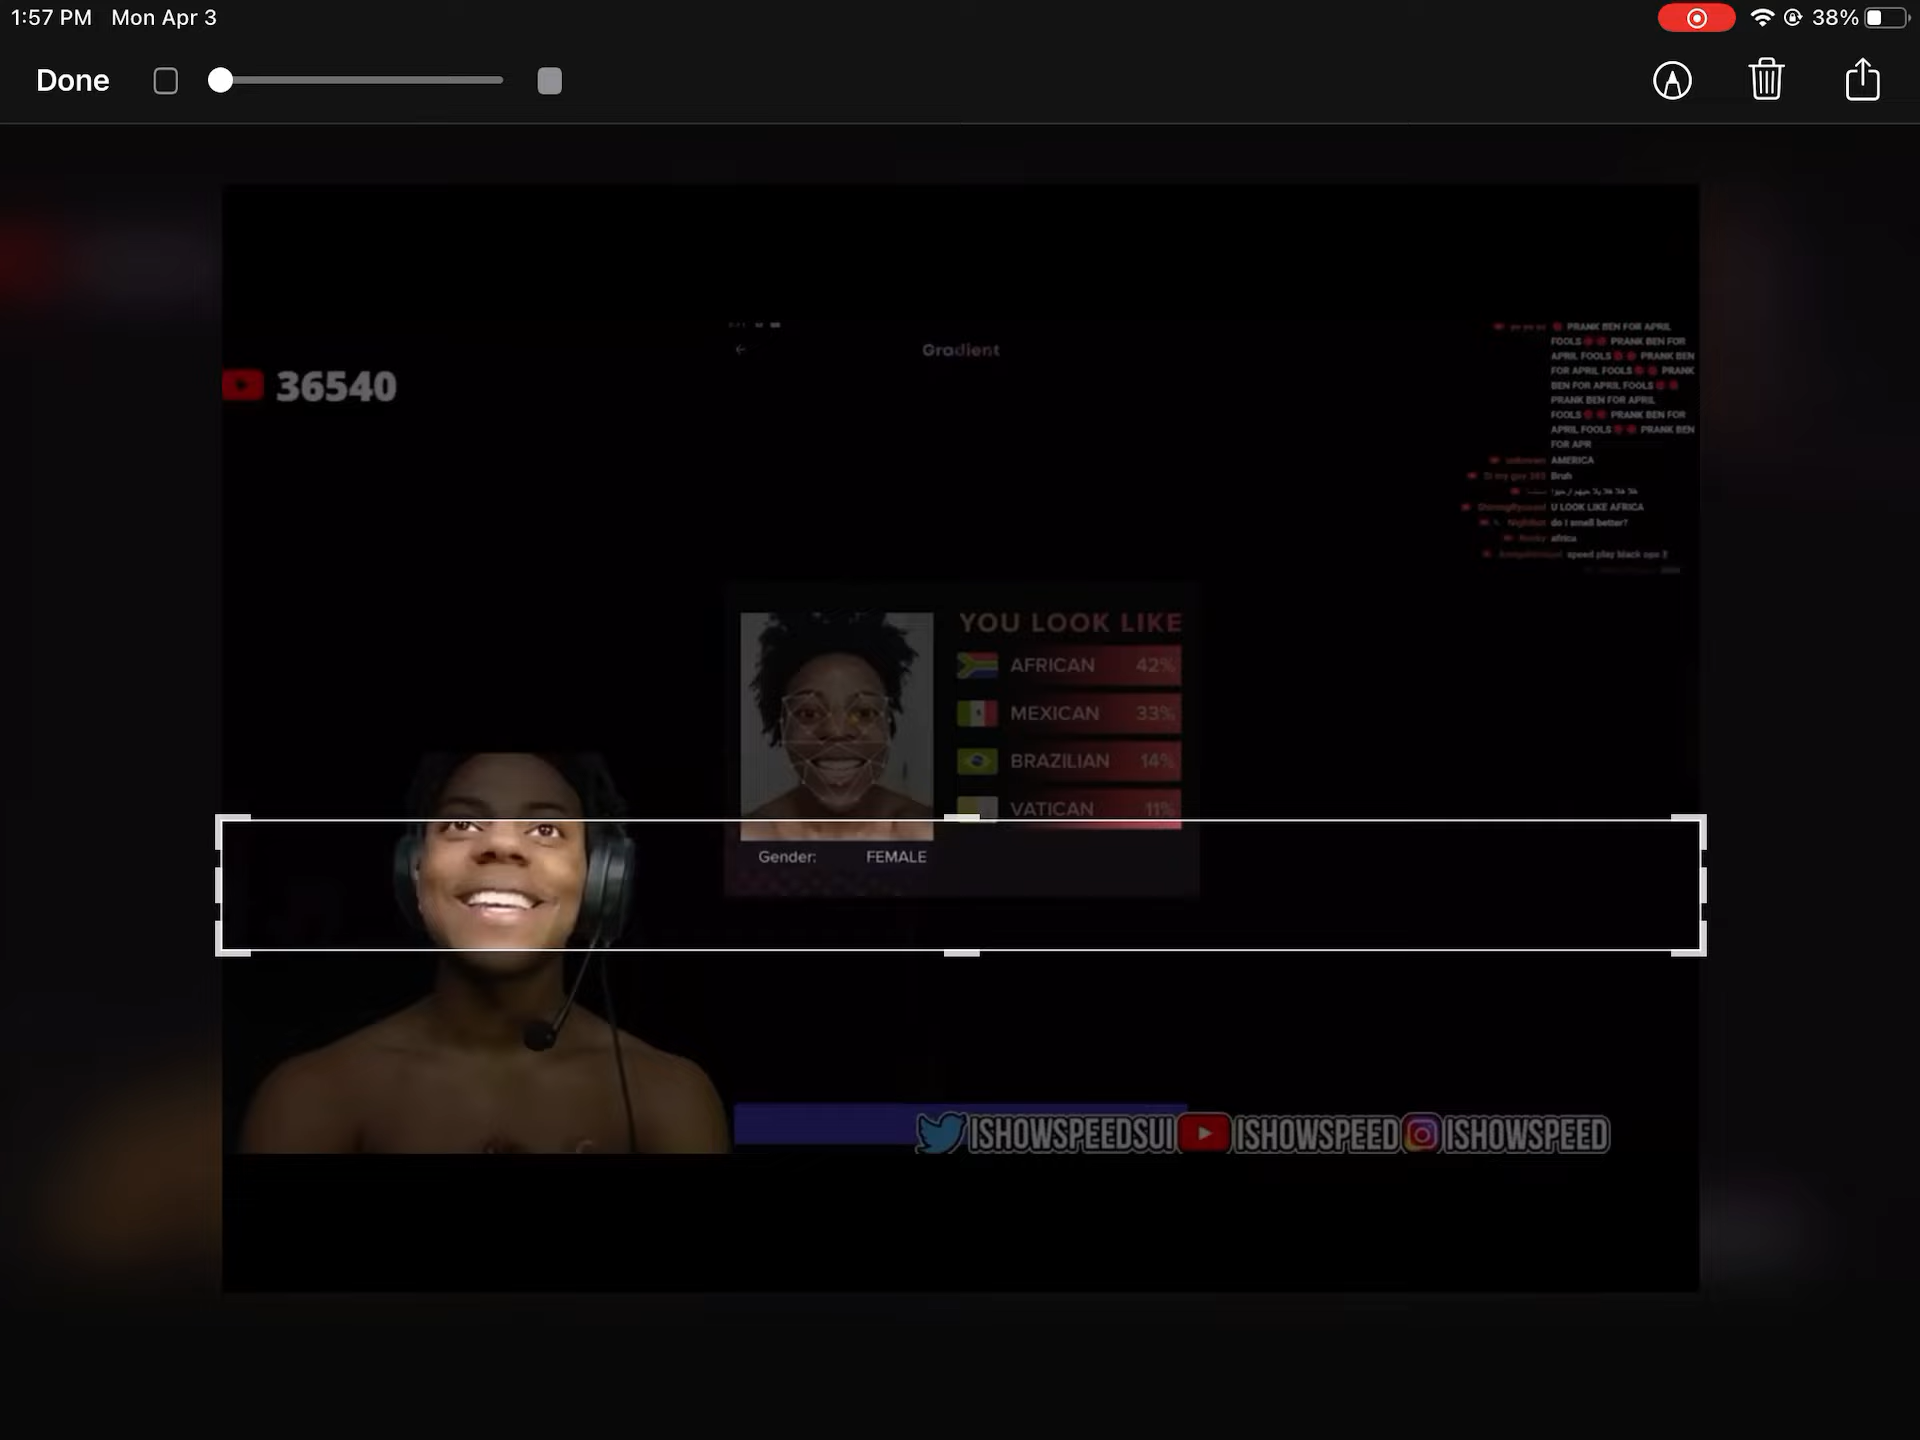 1:57 PM Mon Apr 3
38%
Done
Gradient
36540
PRANK BEN FOR APRIL
FOOLS PRANK BEN FOR
APRIL FOOLS PRANK BEN
FOR APRIL FOOLS PRANK
BEN FOR APRIL FOOLS
PRANK BEN FOR APRIL
FOOLS PRANK BEN FOR
APRIL FOOLS PRANK BEN
FOR APR
unknown AMERICA
Bruh
U LOOK LIKE AFRICA
Nightbot do I smell better?
africa
speed play black ops 2
YOU LOOK LIKE
AFRICAN 42%
MEXICAN 33%
BRAZILIAN 14%
VATICAN 11%
Gender: FEMALE
ISHOWSPEEDSUI ISHOWSPEED ISHOWSPEED